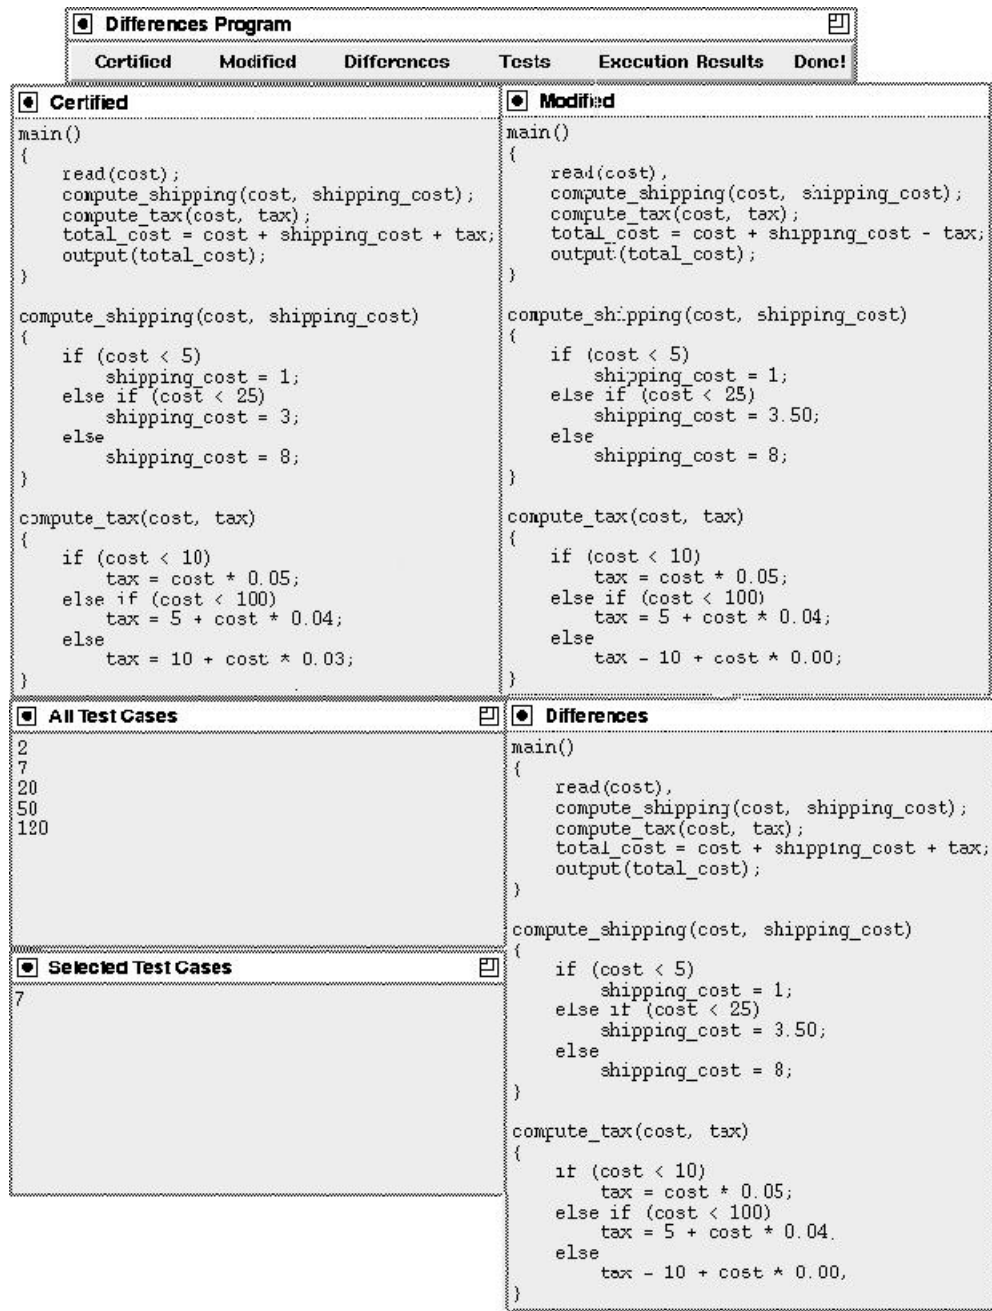 Differences Program
Certified Modified Differences Tests Execution Results Done!
Certified
main()
{
    read(cost);
    compute_shipping(cost, shipping_cost);
    compute_tax(cost, tax);
    total_cost = cost + shipping_cost + tax;
    output(total_cost);
}
compute_shipping(cost, shipping_cost)
{
    if (cost < 5)
        shipping_cost = 1;
    else if (cost < 25)
        shipping_cost = 3;
    else
        shipping_cost = 8;
}
compute_tax(cost, tax)
{
    if (cost < 10)
        tax = cost * 0.05;
    else if (cost < 100)
        tax = 5 + cost * 0.04;
    else
        tax = 10 + cost * 0.03;
}
Modified
main()
{
    read(cost),
    compute_shipping(cost, shipping_cost);
    compute_tax(cost, tax);
    total_cost = cost + shipping_cost - tax;
    output(total_cost);
}
compute_shipping(cost, shipping_cost)
{
    if (cost < 5)
        shipping_cost = 1;
    else if (cost < 25)
        shipping_cost = 3.50;
    else
        shipping_cost = 8;
}
compute_tax(cost, tax)
{
    if (cost < 10)
        tax = cost * 0.05;
    else if (cost < 100)
        tax = 5 + cost * 0.04;
    else
        tax - 10 + cost * 0.00;
}
All Test Cases
2
7
20
50
120
Selected Test Cases
7
Differences
main()
{
    read(cost),
    compute_shipping(cost, shipping_cost);
    compute_tax(cost, tax);
    total_cost = cost + shipping_cost + tax;
    output(total_cost);
}
compute_shipping(cost, shipping_cost)
{
    if (cost < 5)
        shipping_cost = 1;
    else if (cost < 25)
        shipping_cost = 3.50;
    else
        shipping_cost = 8;
}
compute_tax(cost, tax)
{
    if (cost < 10)
        tax = cost * 0.05;
    else if (cost < 100)
        tax = 5 + cost * 0.04.
    else
        tax - 10 + cost * 0.00,
}